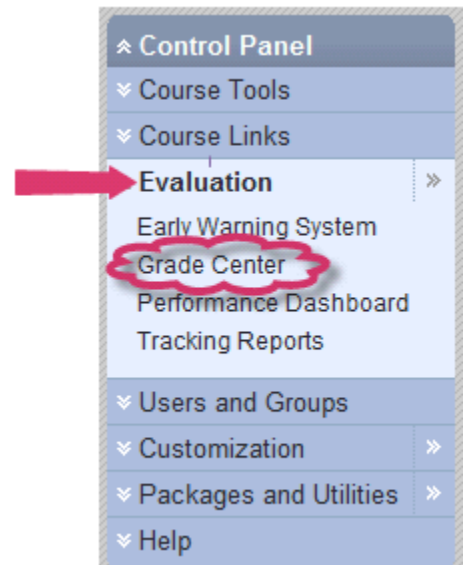 Control Panel
Course Tools
Course Links
Evaluation
Early Warning System
Grade Center
Performance Dashboard
Tracking Reports
Users and Groups
Customization
Packages and Utilities
Help